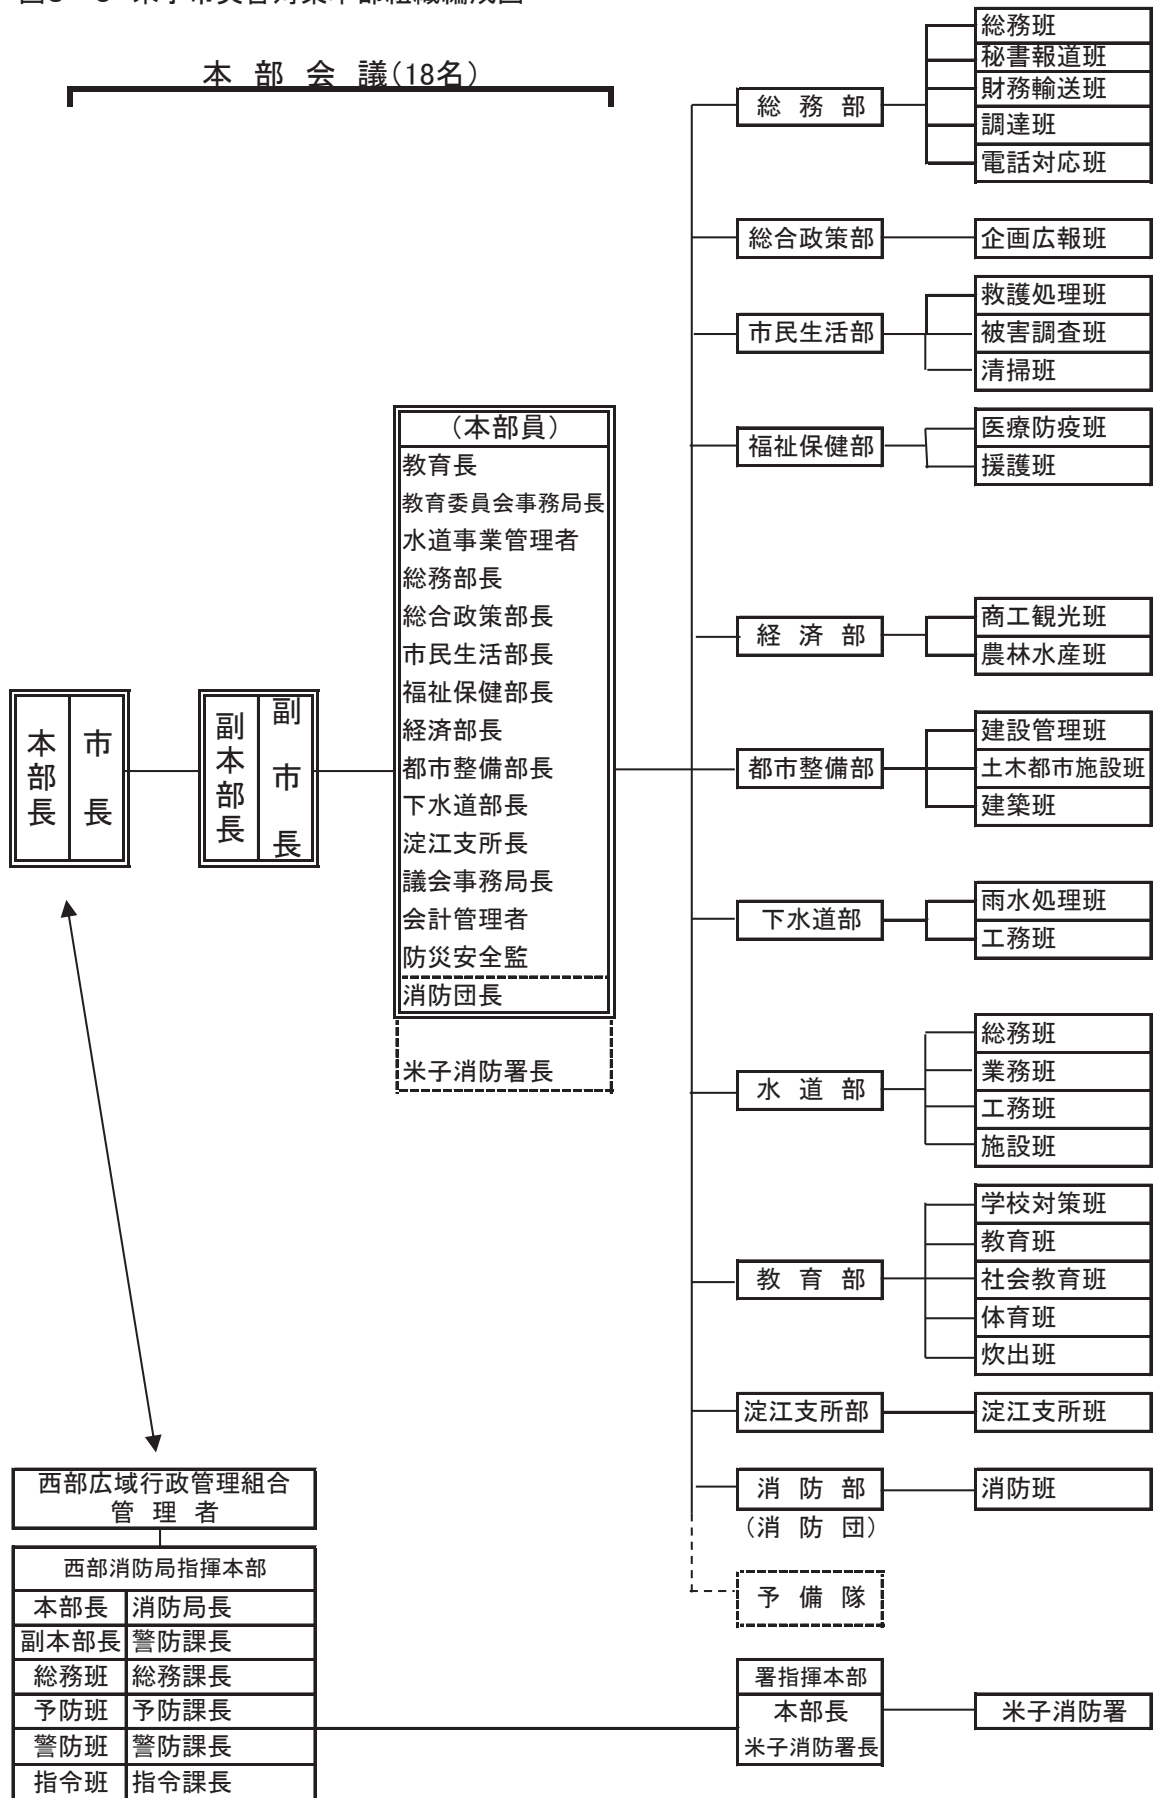 本 部 会 議(18名)
総 務 部
総務班
秘書報道班
財務輸送班
調達班
電話対応班
総合政策部
企画広報班
市民生活部
救護処理班
被害調査班
清掃班
福祉保健部
医療防疫班
援護班
経 済 部
商工観光班
農林水産班
都市整備部
建設管理班
土木都市施設班
建築班
下水道部
雨水処理班
工務班
水 道 部
総務班
業務班
工務班
施設班
教 育 部
学校対策班
教育班
社会教育班
体育班
炊出班
淀江支所部
淀江支所班
消 防 部
(消 防 団)
消防班
予 備 隊
本部長
市 長
副本部長
副 市 長
(本部員)
教育長
教育委員会事務局長
水道事業管理者
総務部長
総合政策部長
市民生活部長
福祉保健部長
経済部長
都市整備部長
下水道部長
淀江支所長
議会事務局長
会計管理者
防災安全監
消防団長
米子消防署長
西部広域行政管理組合
管 理 者
西部消防局指揮本部
本部長 消防局長
副本部長 警防課長
総務班 総務課長
予防班 予防課長
警防班 警防課長
指令班 指令課長
署指揮本部
本部長
米子消防署長
米子消防署